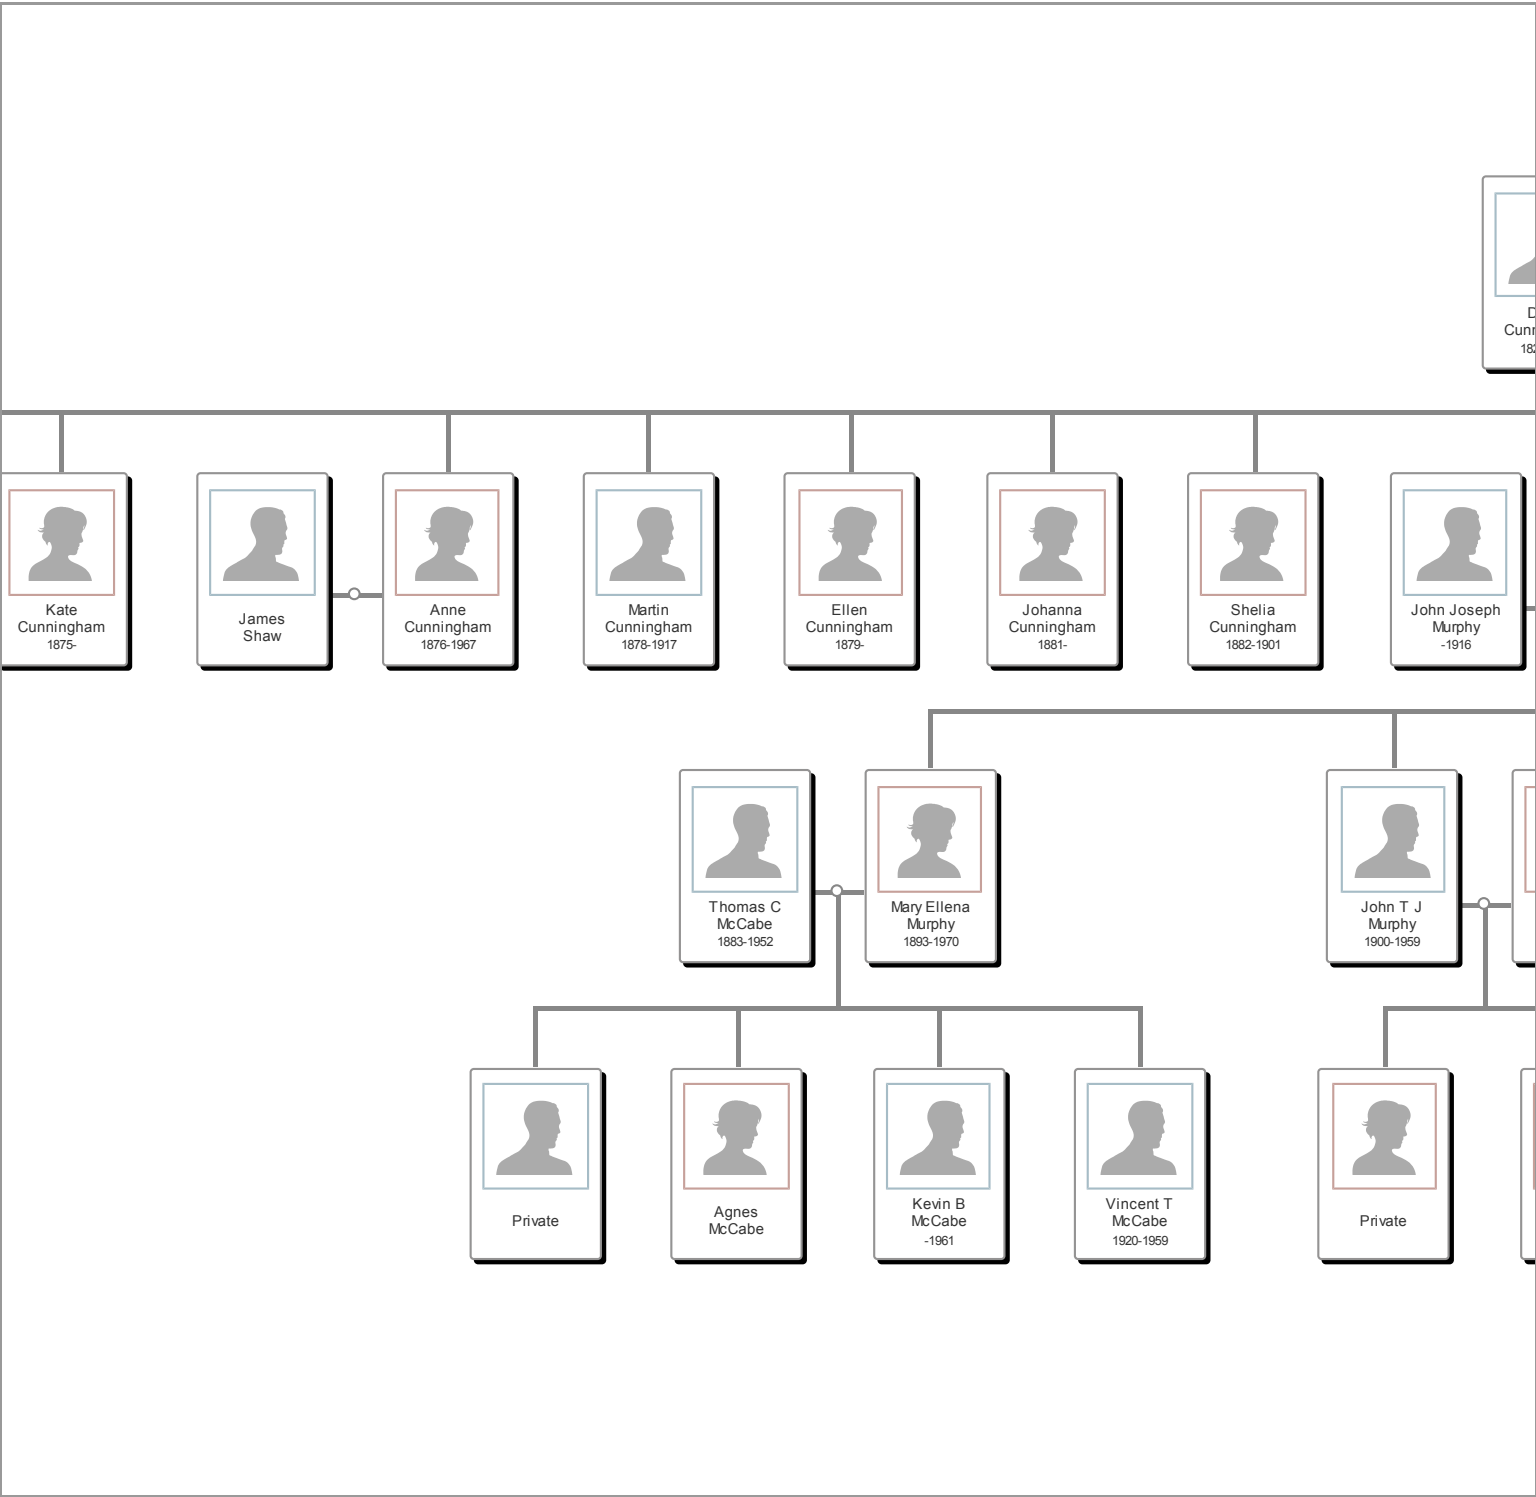 Kate
Cunningham
1875-
James
Shaw
Anne
Cunningham
1876-1967
Martin
Cunningham
1878-1917
Ellen
Cunningham
1879-
Johanna
Cunningham
1881-
Shelia
Cunningham
1882-1901
John Joseph
Murphy
-1916
Thomas C
McCabe
1883-1952
Mary Ellena
Murphy
1893-1970
John T J
Murphy
1900-1959
Private
Agnes
McCabe
Kevin B
McCabe
-1961
Vincent T
McCabe
1920-1959
Private